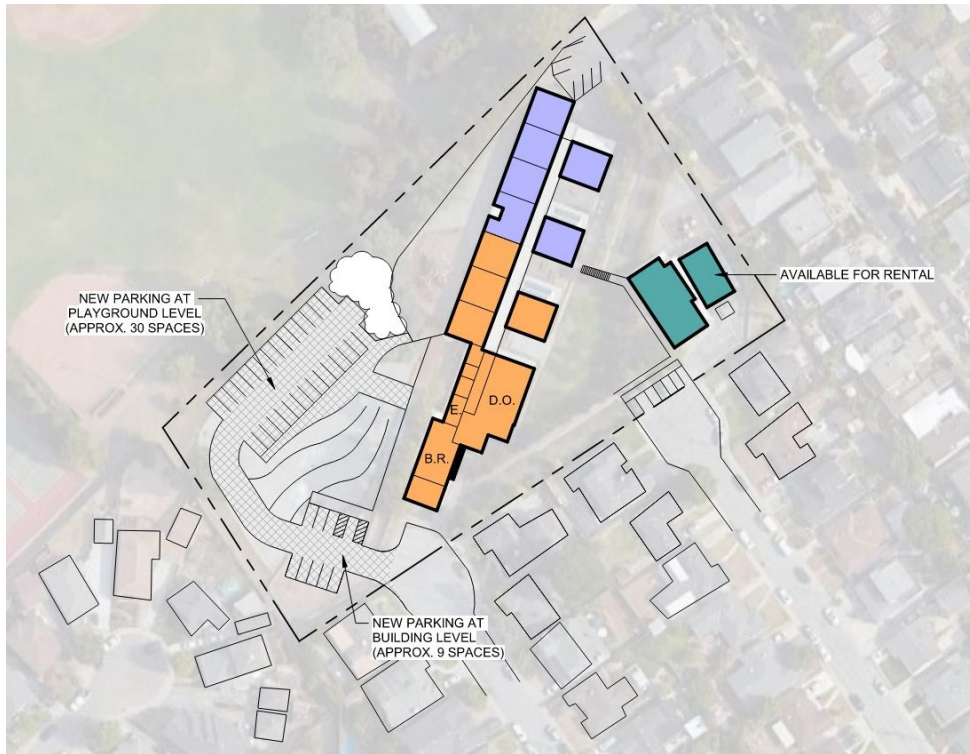 AVAILABLE FOR RENTAL
NEW PARKING AT
PLAYGROUND LEVEL
(APPROX. 30 SPACES)
D.O.
E.
B.R.
NEW PARKING AT
BUILDING LEVEL
(APPROX. 9 SPACES)